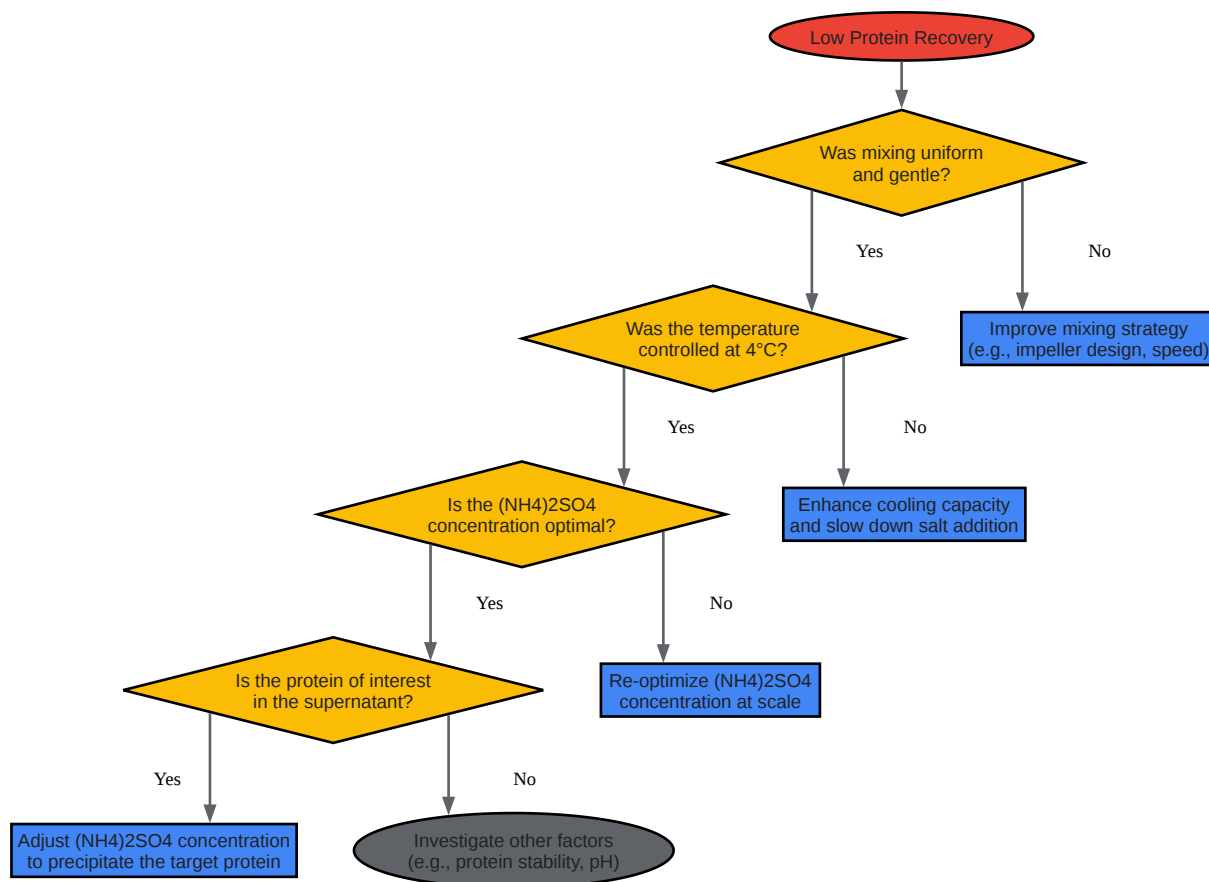 Low Protein Recovery
Was mixing uniform
and gentle?
Yes
No
Was the temperature
controlled at 4°C?
Improve mixing strategy
(e.g., impeller design, speed)
Yes
No
Is the (NH4)2SO4
concentration optimal?
Enhance cooling capacity
and slow down salt addition
Yes
No
Is the protein of interest
in the supernatant?
Re-optimize (NH4)2SO4
concentration at scale
Yes
No
Adjust (NH4)2SO4 concentration
to precipitate the target protein
Investigate other factors
(e.g., protein stability, pH)